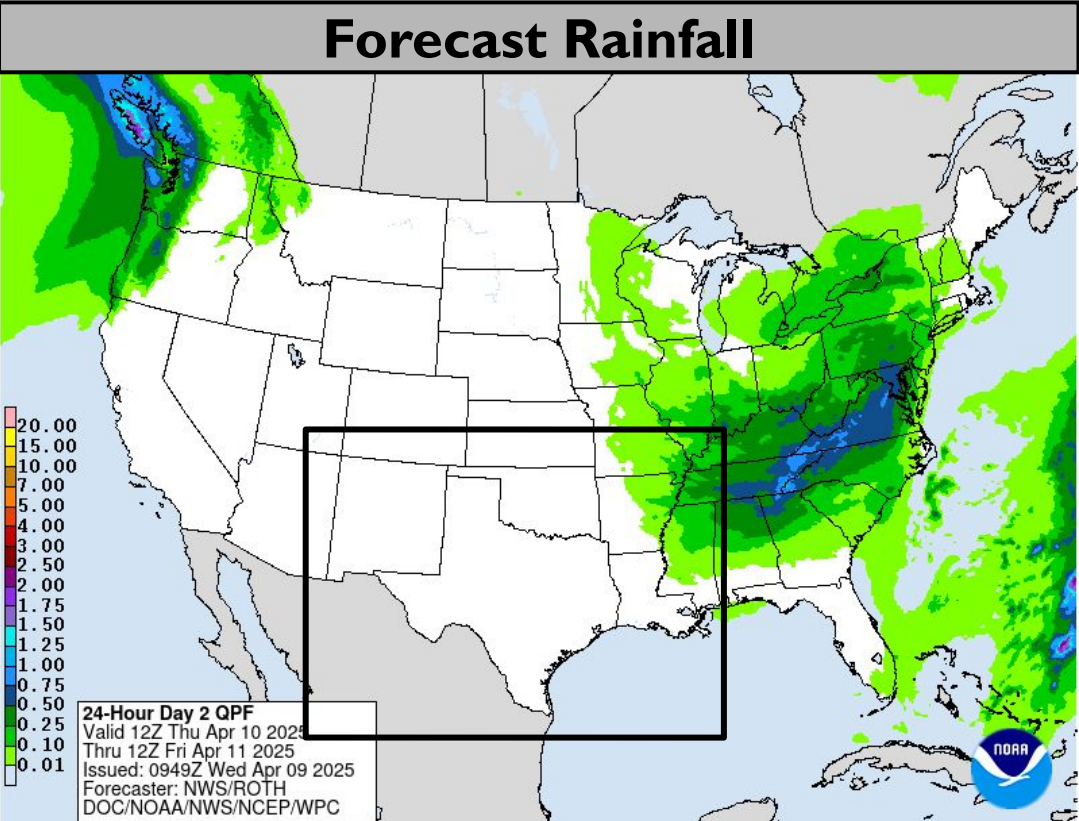 Forecast Rainfall
20.00
15.00
10.00
7.00
5.00
4.00
3.00
2.50
2.00
1.75
1.50
1.25
1.00
0.75
0.50
0.25
0.10
0.01
24-Hour Day 2 QPF
Valid 12Z Thu Apr 10 2025
Thru 12Z Fri Apr 11 2025
Issued: 0949Z Wed Apr 09 2025
Forecaster: NWS/ROTH
DOC/NOAA/NWS/NCEP/WPC
NOAA